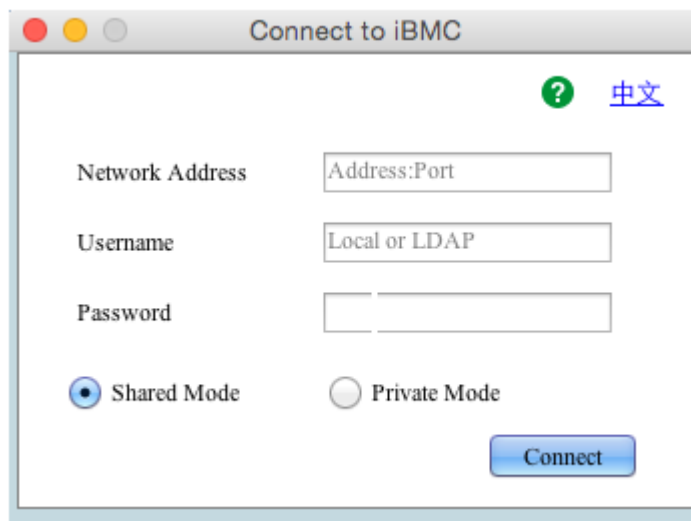 Connect to iBMC
? 中文
Network Address Address:Port
Username Local or LDAP
Password
Shared Mode Private Mode
Connect